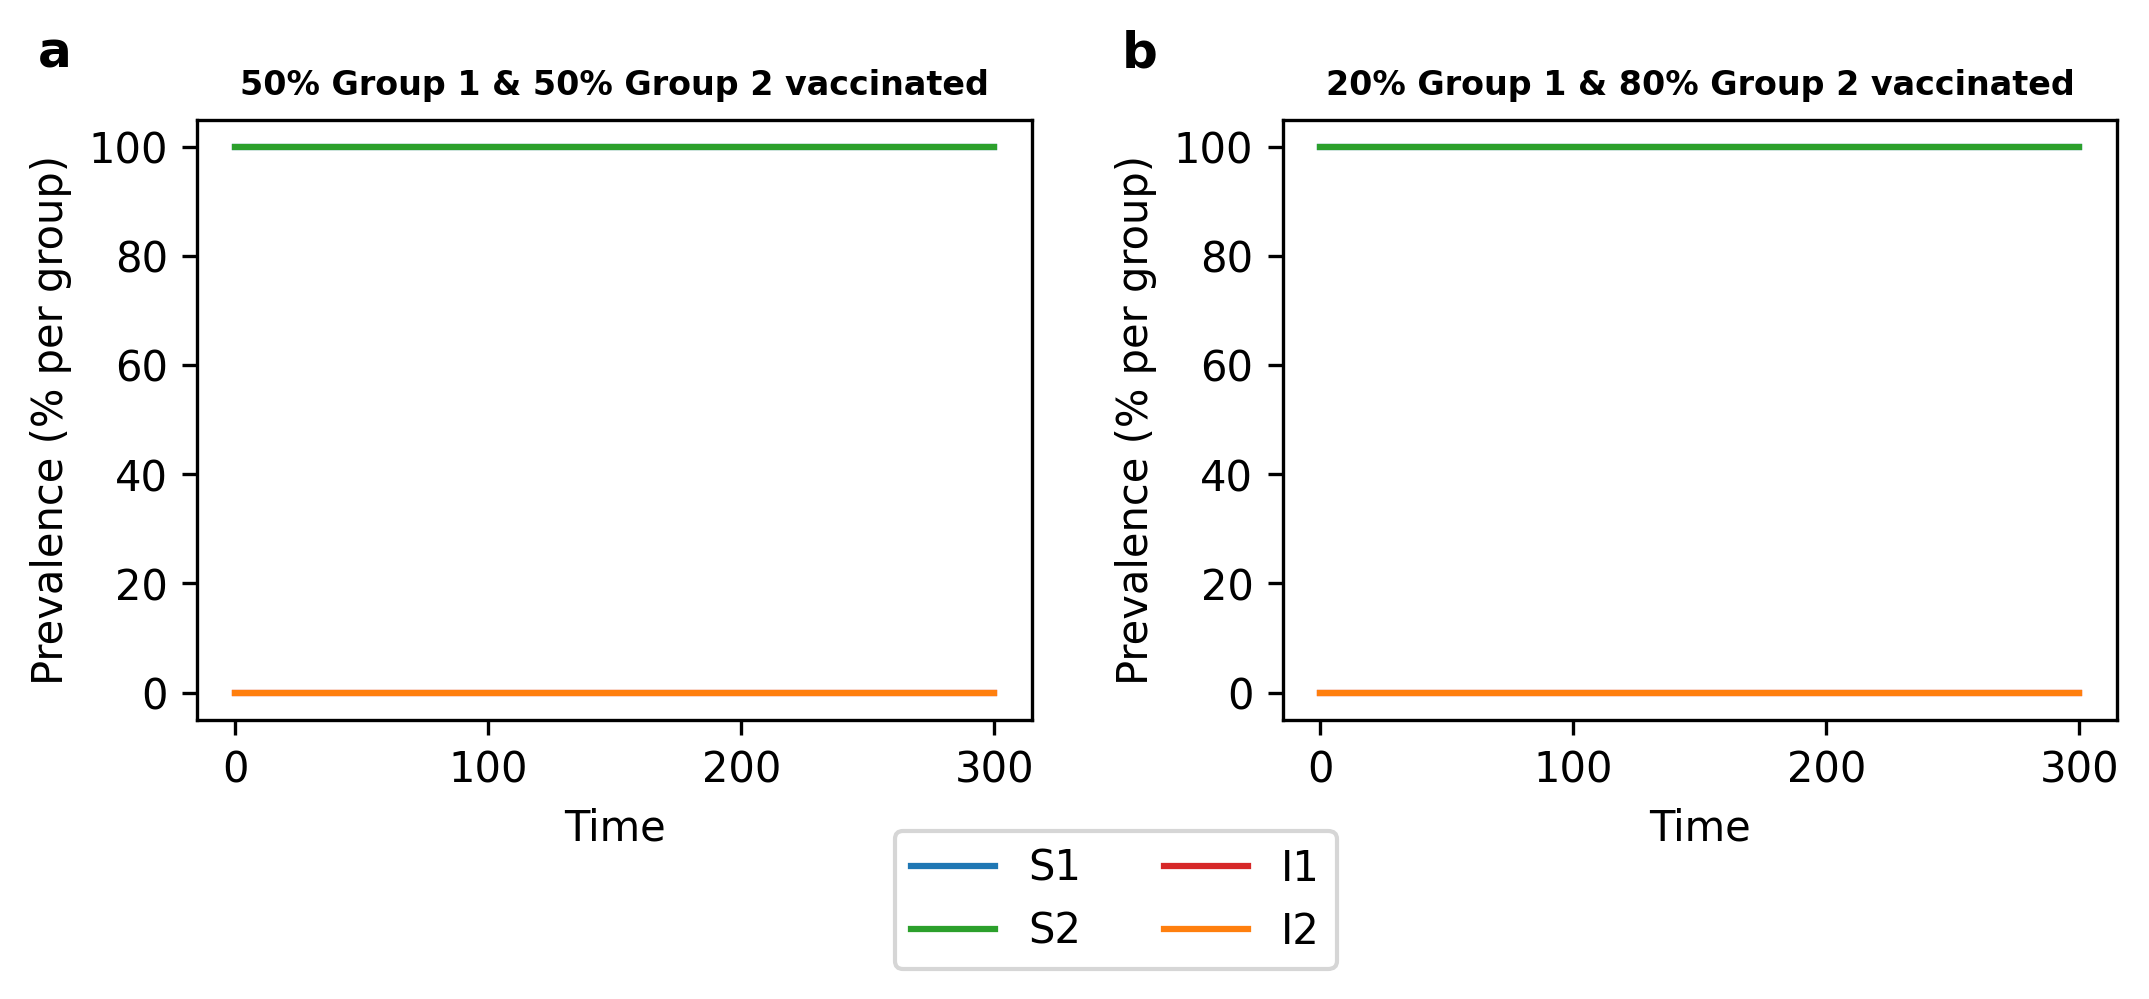 a
50% Group 1 & 50% Group 2 vaccinated
Prevalence (% per group)
100
80
60
40
20
0
0 100 200 300
Time
b
20% Group 1 & 80% Group 2 vaccinated
Prevalence (% per group)
100
80
60
40
20
0
0 100 200 300
Time
S1 I1
S2 I2